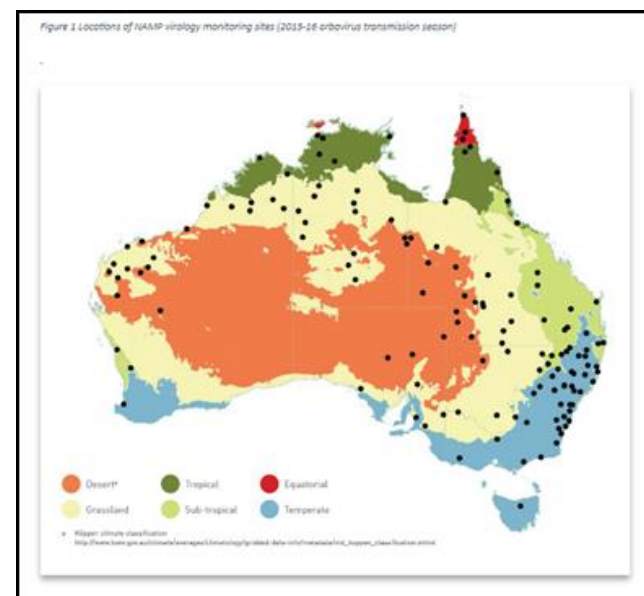 Figure 1 Locations of NAMP virology monitoring sites (2015-16 arbovirus transmission season)
Desert*
Tropical
Equatorial
Grassland
Sub-tropical
Temperate
Köppen climate classification